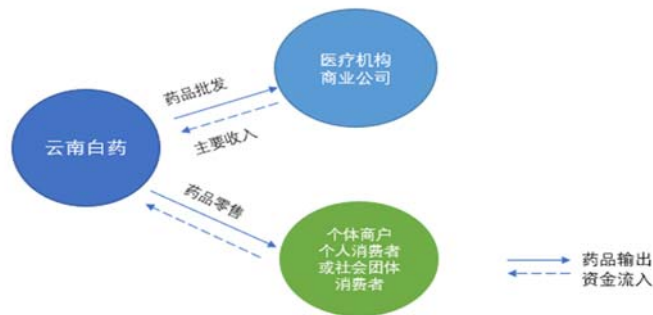 医疗机构
商业公司
药品批发
主要收入
云南白药
药品零售
个体商户
个人消费者
或社会团体
消费者
药品输出
资金流入